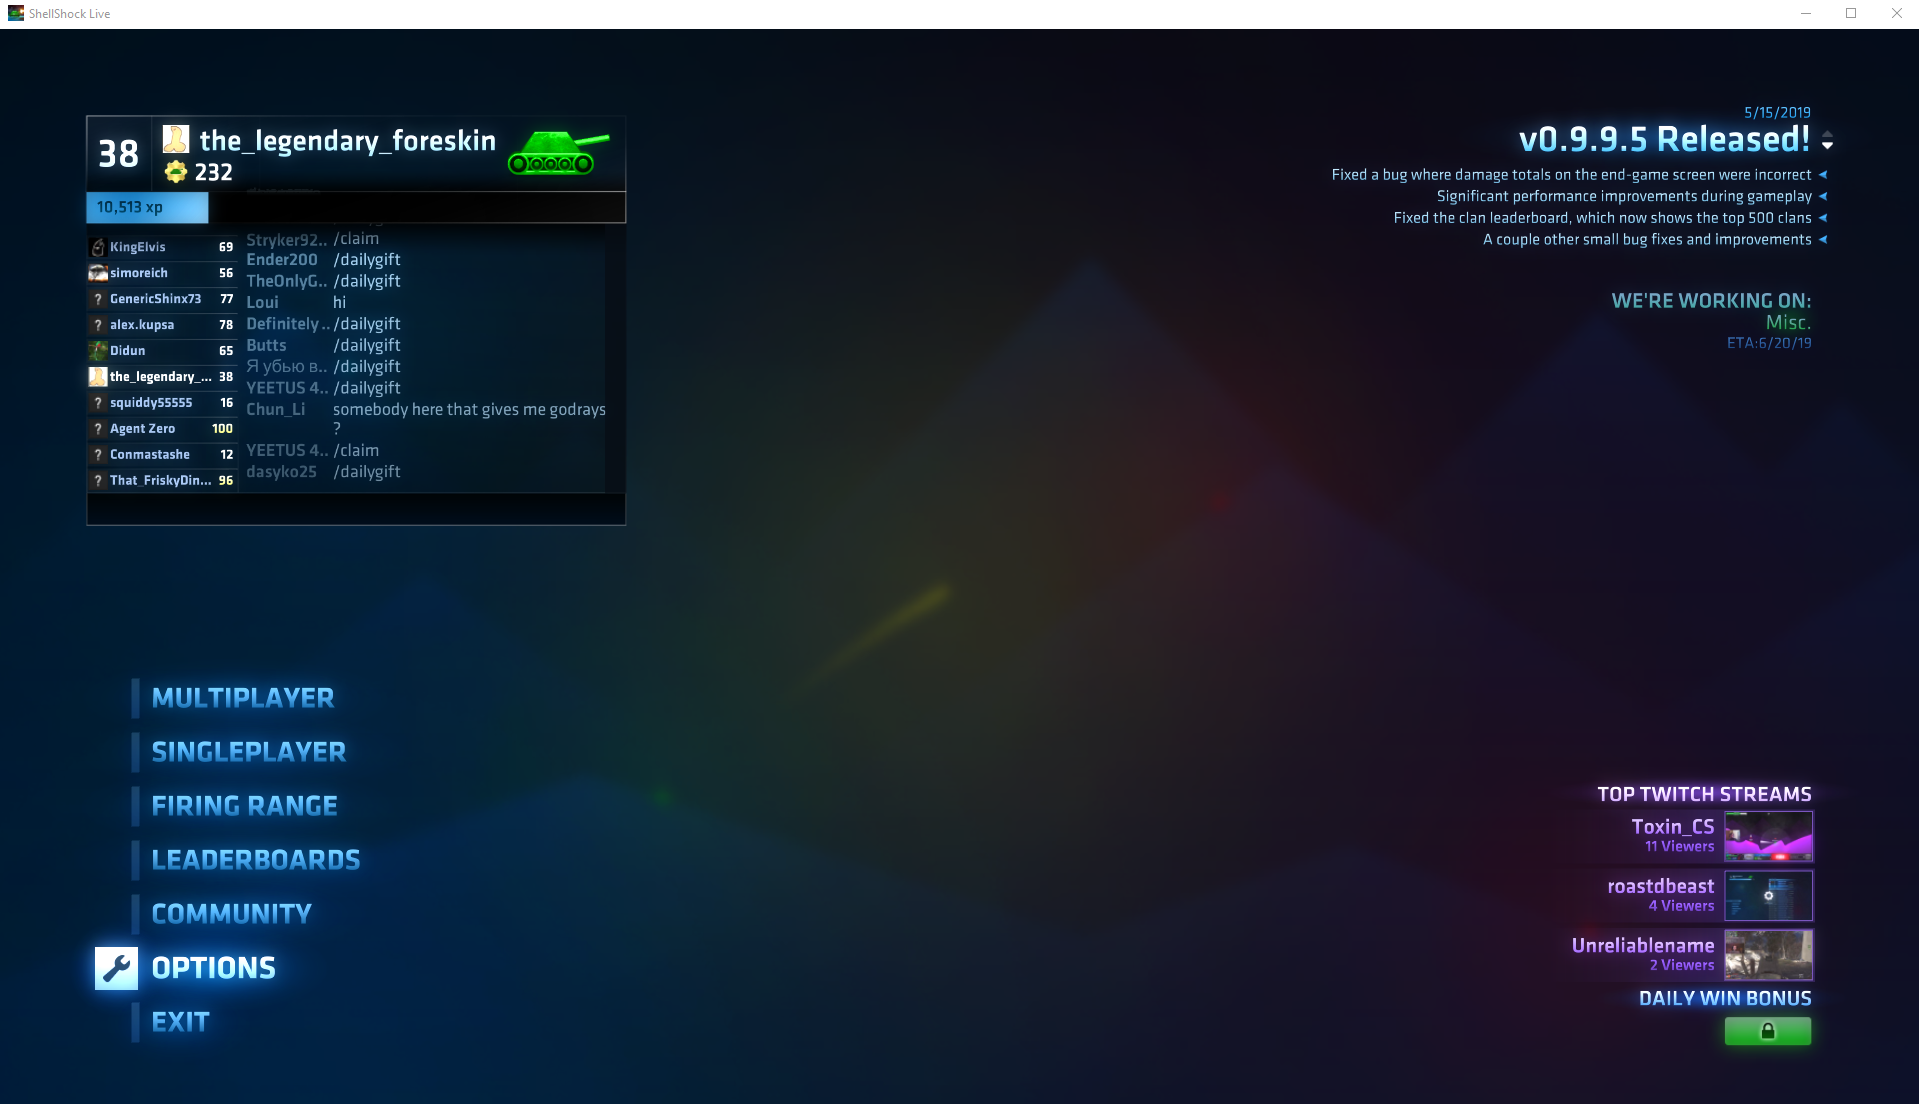 ShellShock Live
38
the_legendary_foreskin
232
10,513 xp
KingElvis 69
simoreich 56
GenericShinx73 77
alex.kupsa 78
Didun 65
the_legendary_... 38
squiddy55555 16
Agent Zero 100
Conmastashe 12
That_FriskyDin... 96
Stryker92.. /claim
Ender200 /dailygift
TheOnlyG.. /dailygift
Loui hi
Definitely .. /dailygift
Butts /dailygift
Я убью в.. /dailygift
YEETUS 4.. /dailygift
Chun_Li somebody here that gives me godrays
?
YEETUS 4.. /claim
dasyko25 /dailygift
5/15/2019
v0.9.9.5 Released!
Fixed a bug where damage totals on the end-game screen were incorrect
Significant performance improvements during gameplay
Fixed the clan leaderboard, which now shows the top 500 clans
A couple other small bug fixes and improvements
WE'RE WORKING ON:
Misc.
ETA:6/20/19
MULTIPLAYER
SINGLEPLAYER
FIRING RANGE
LEADERBOARDS
COMMUNITY
OPTIONS
EXIT
TOP TWITCH STREAMS
Toxin_CS
11 Viewers
roastdbeast
4 Viewers
Unreliablename
2 Viewers
DAILY WIN BONUS